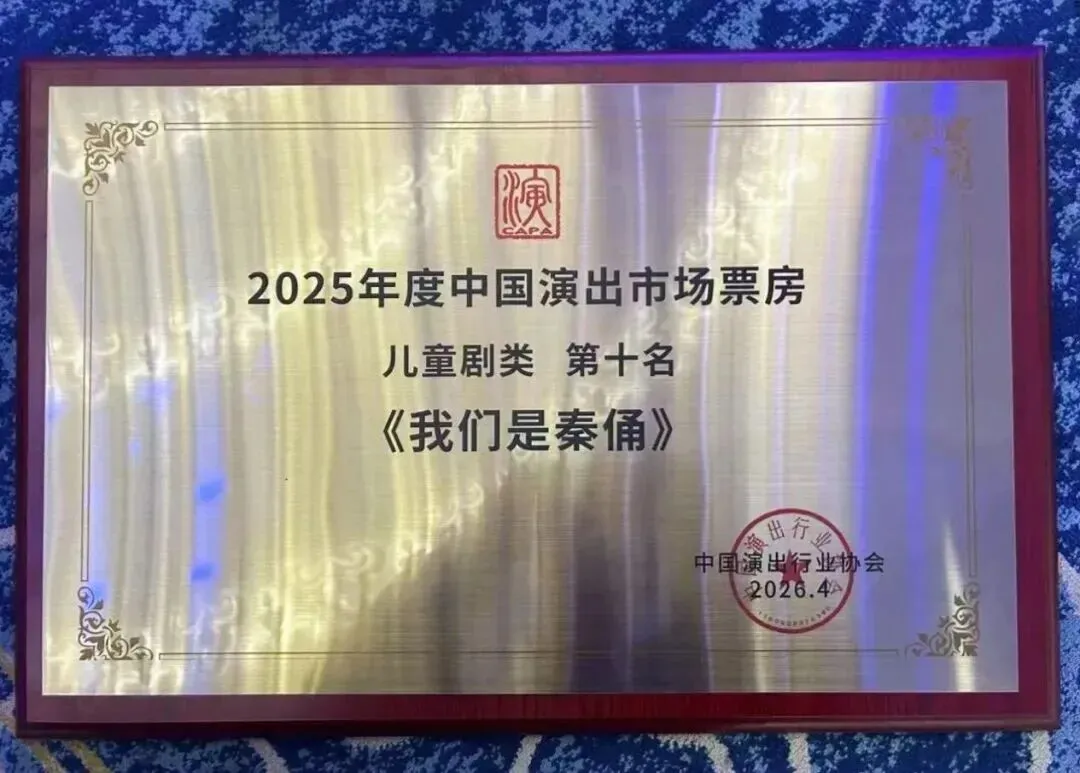 演
CAPA
2025年度中国演出市场票房
儿童剧类 第十名
《我们是秦俑》
中国演出行业协会
2026.4